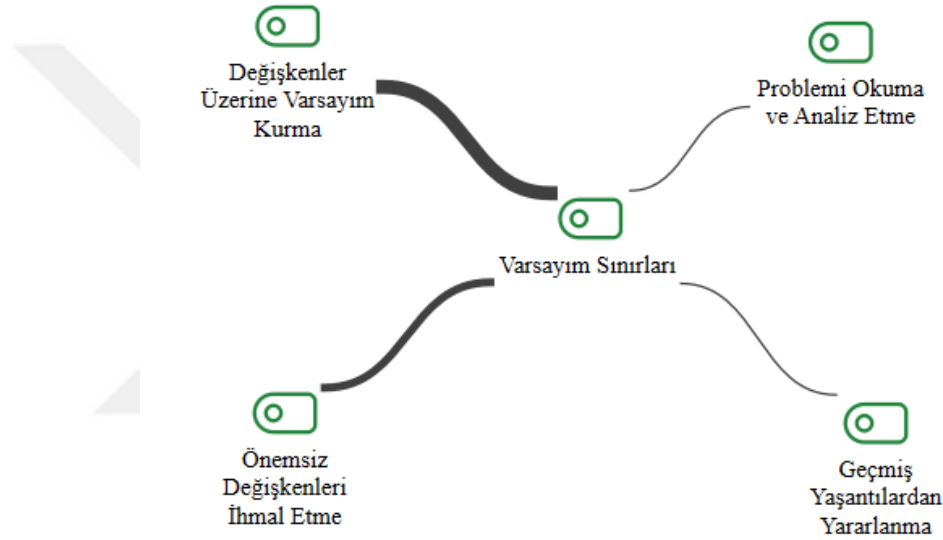 Değişkenler
Üzerine Varsayım
Kurma
Problemi Okuma
ve Analiz Etme
Varsayım Sınırları
Önemsiz
Değişkenleri
İhmal Etme
Geçmiş
Yaşantılardan
Yararlanma